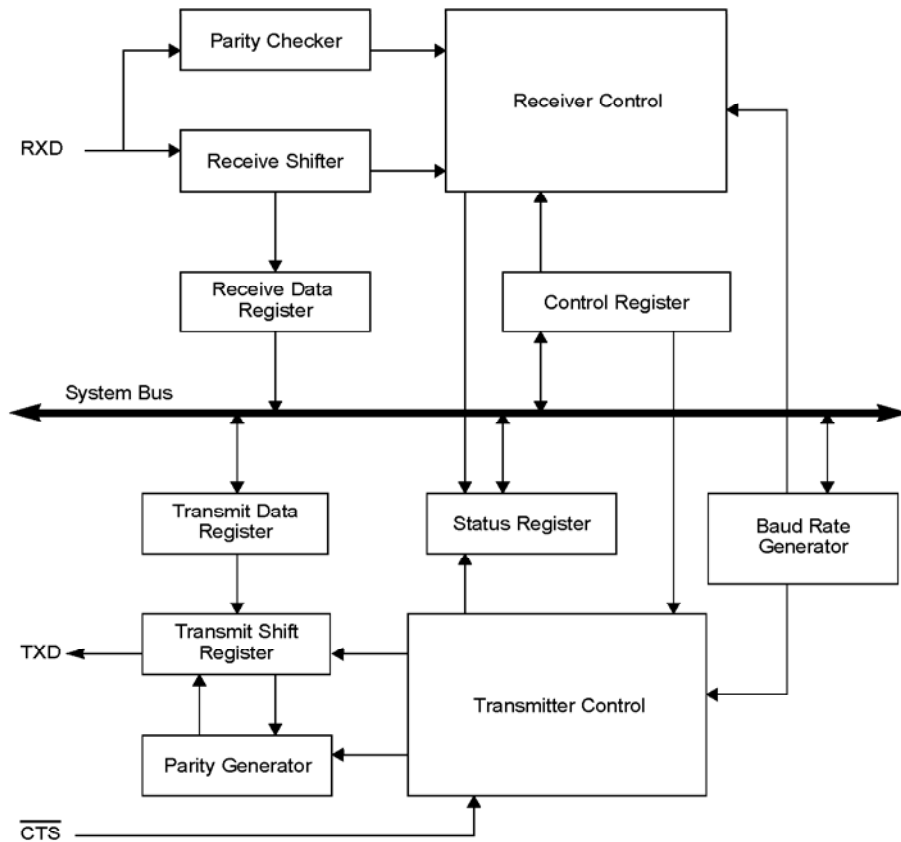 Parity Checker
Receiver Control
RXD
Receive Shifter
Receive Data
Register
Control Register
System Bus
Transmit Data
Register
Status Register
Baud Rate
Generator
TXD
Transmit Shift
Register
Transmitter Control
Parity Generator
CTS